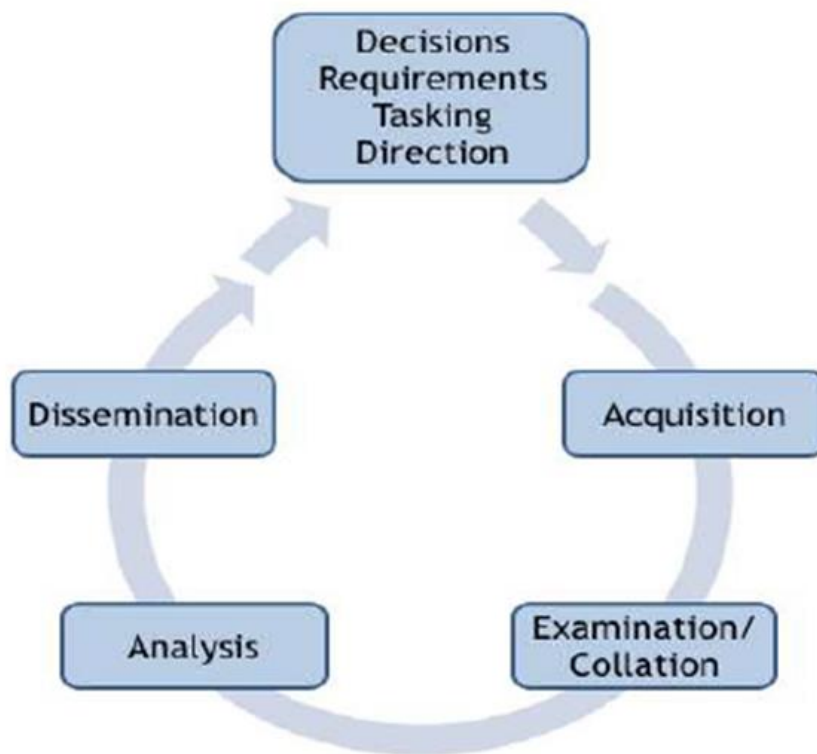 Decisions
Requirements
Tasking
Direction
Dissemination
Acquisition
Analysis
Examination/
Collation